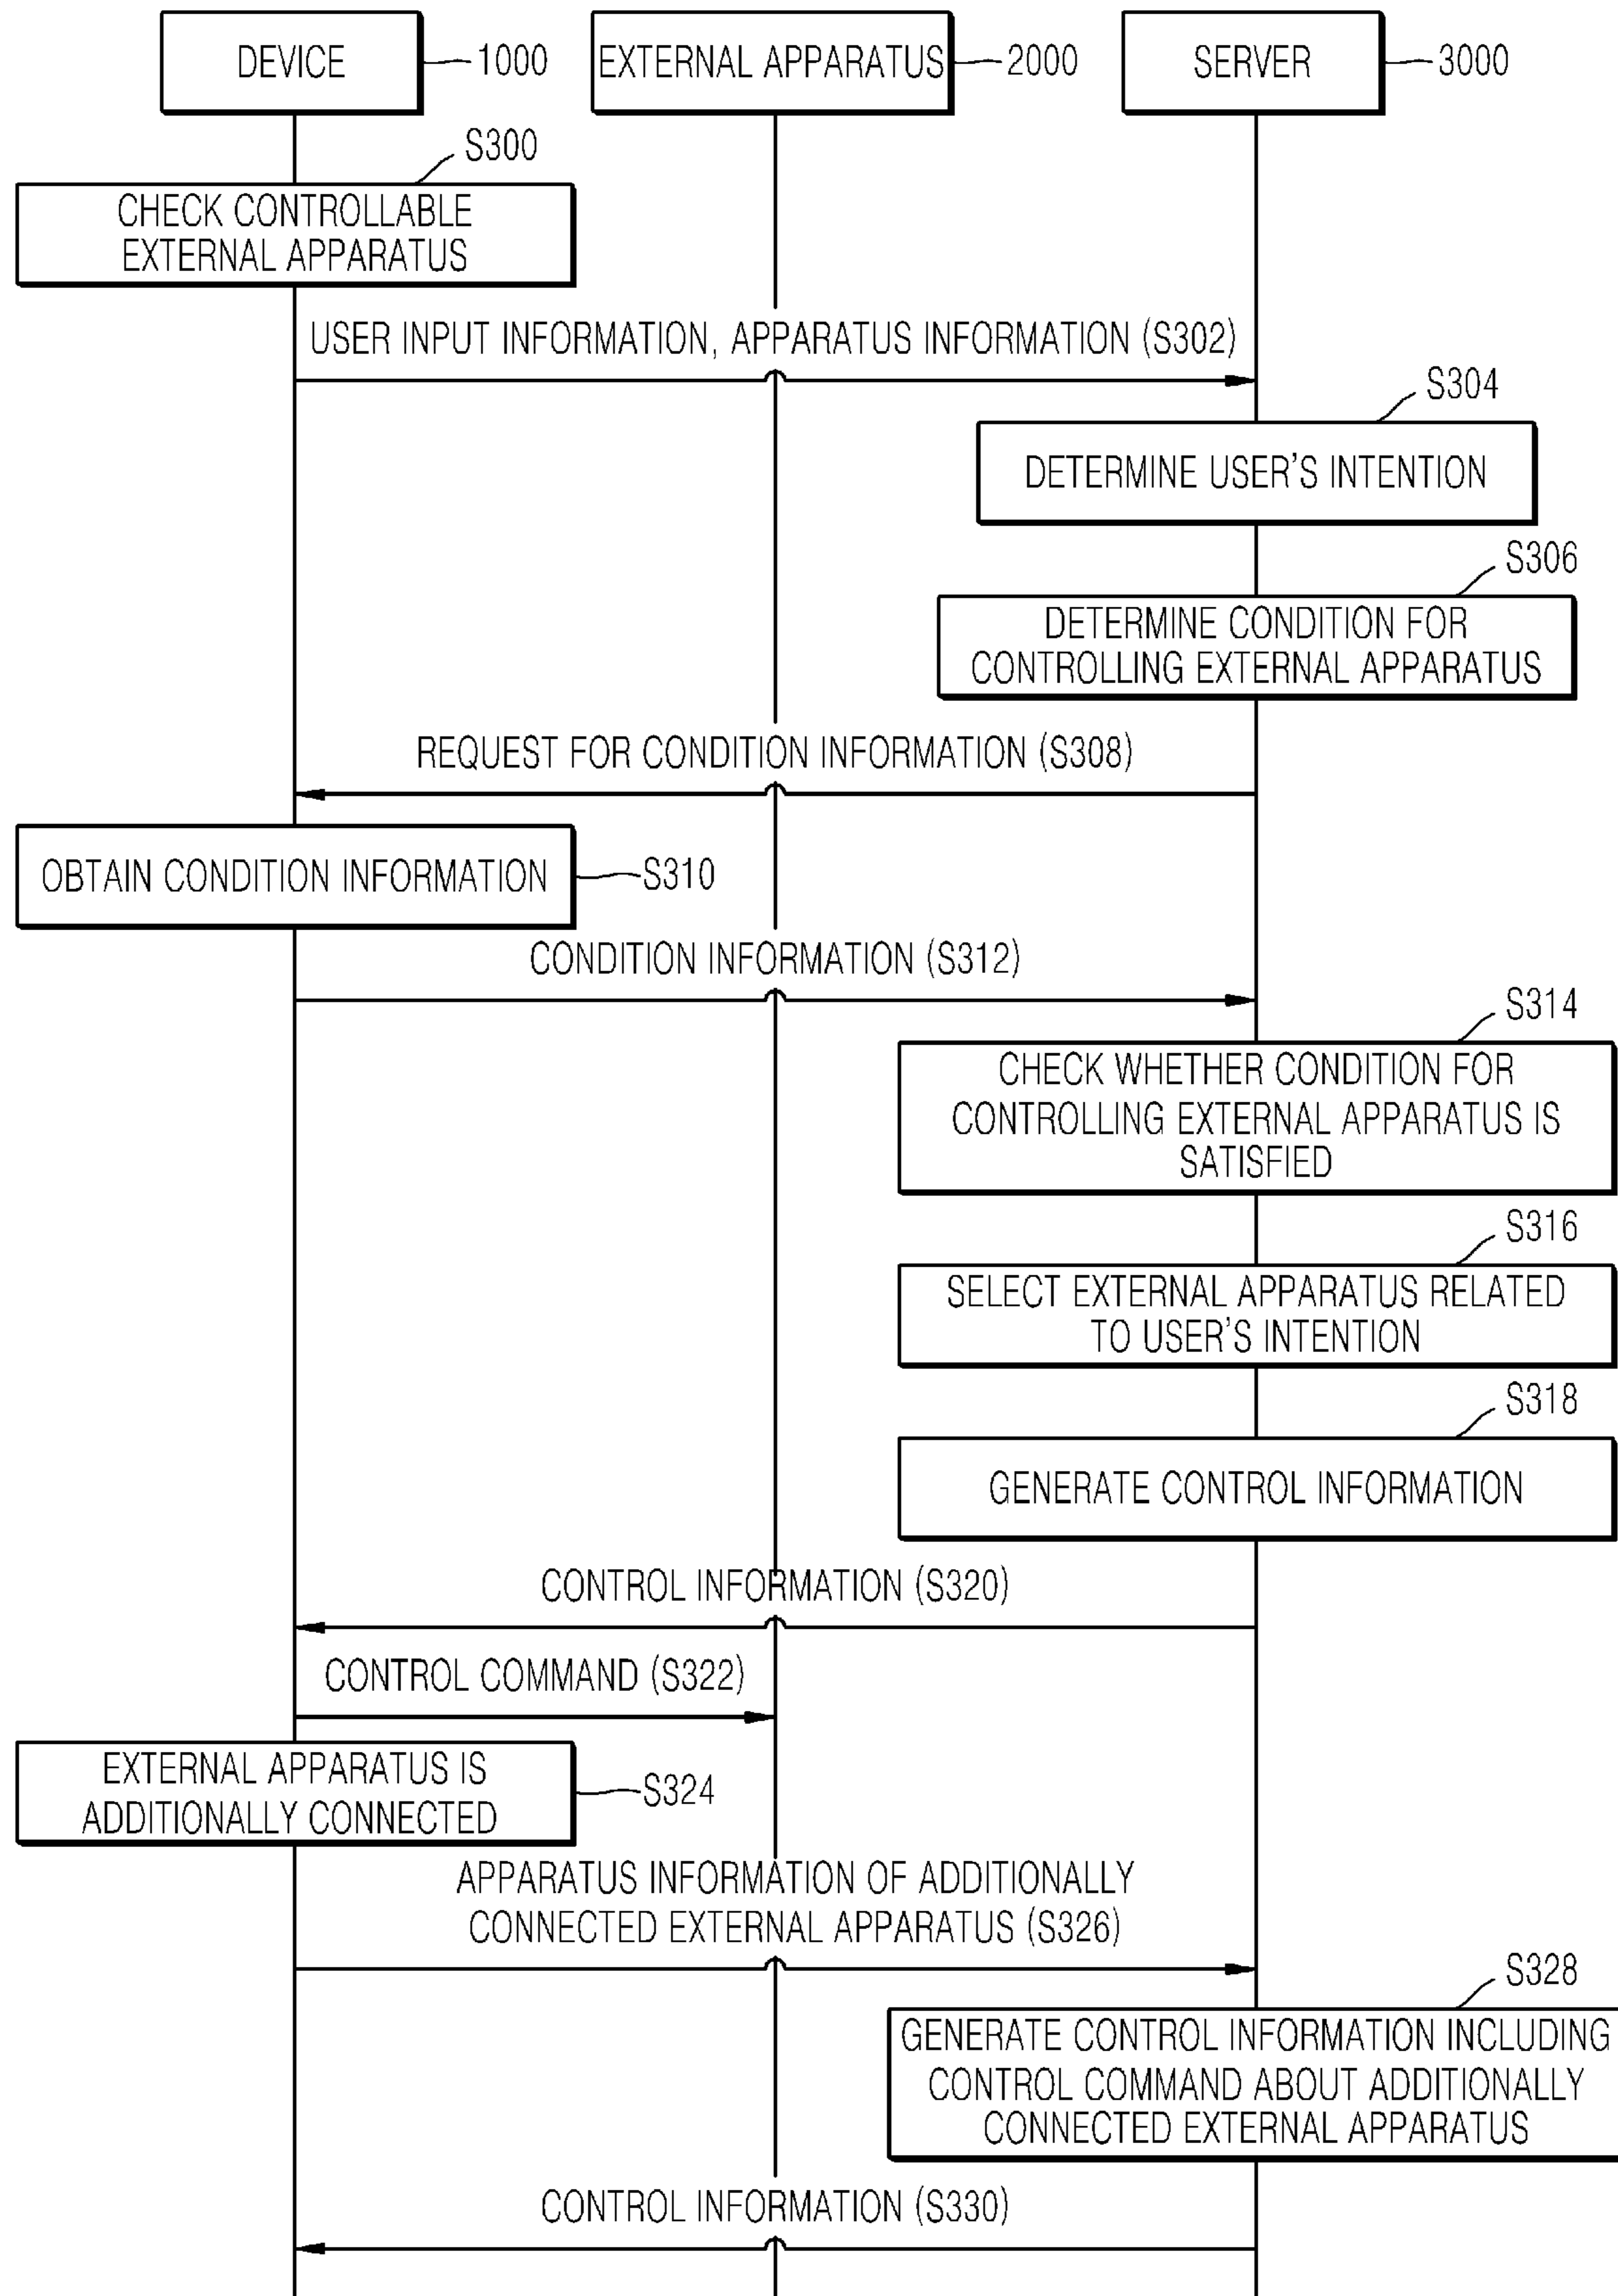 DEVICE
1000
EXTERNAL APPARATUS
2000
SERVER
3000
S300
CHECK CONTROLLABLE
EXTERNAL APPARATUS
USER INPUT INFORMATION, APPARATUS INFORMATION (S302)
S304
DETERMINE USER'S INTENTION
S306
DETERMINE CONDITION FOR
CONTROLLING EXTERNAL APPARATUS
REQUEST FOR CONDITION INFORMATION (S308)
OBTAIN CONDITION INFORMATION
S310
CONDITION INFORMATION (S312)
S314
CHECK WHETHER CONDITION FOR
CONTROLLING EXTERNAL APPARATUS IS
SATISFIED
S316
SELECT EXTERNAL APPARATUS RELATED
TO USER'S INTENTION
S318
GENERATE CONTROL INFORMATION
CONTROL INFORMATION (S320)
CONTROL COMMAND (S322)
EXTERNAL APPARATUS IS
ADDITIONALLY CONNECTED
S324
APPARATUS INFORMATION OF ADDITIONALLY
CONNECTED EXTERNAL APPARATUS (S326)
S328
GENERATE CONTROL INFORMATION INCLUDING
CONTROL COMMAND ABOUT ADDITIONALLY
CONNECTED EXTERNAL APPARATUS
CONTROL INFORMATION (S330)